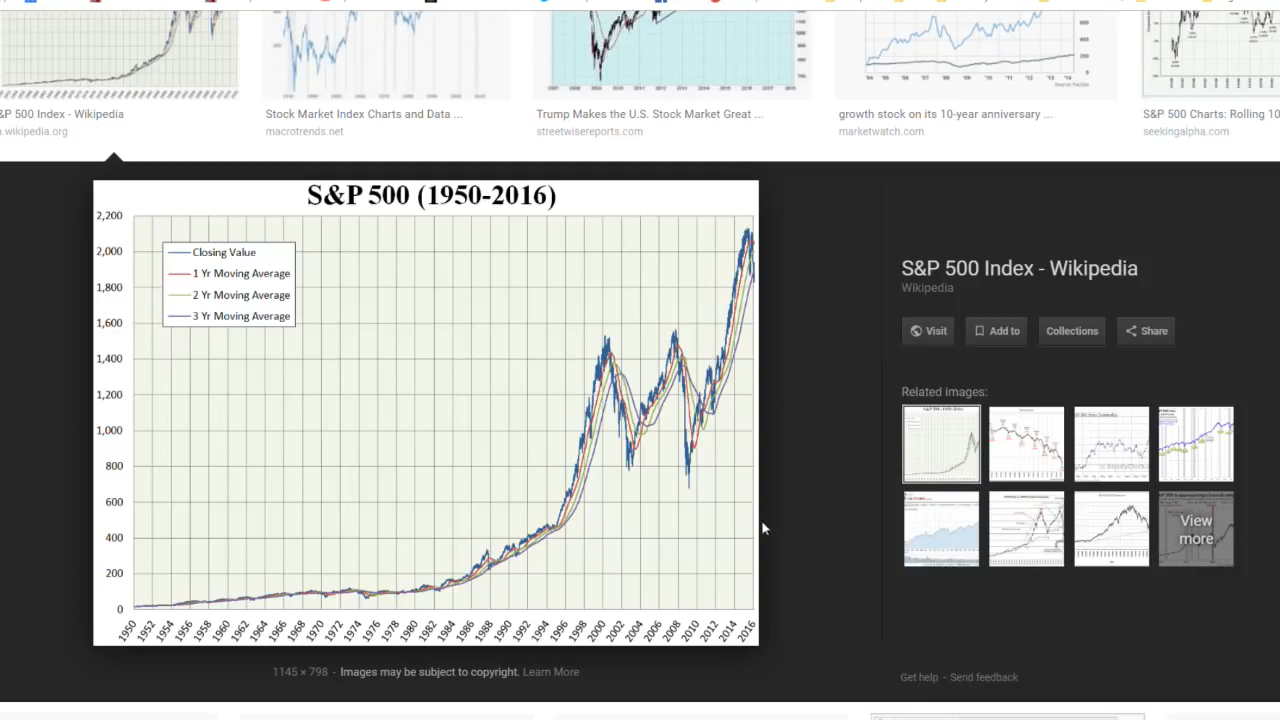 S&P 500 Index - Wikipedia
.wikipedia.org
Stock Market Index Charts and Data ...
macrotrends.net
Trump Makes the U.S. Stock Market Great ...
streetwisereports.com
growth stock on its 10-year anniversary ...
marketwatch.com
S&P 500 Charts: Rolling 10
seekingalpha.com
S&P 500 (1950-2016)
2,200
2,000
1,800
1,600
1,400
1,200
1,000
800
600
400
200
0
Closing Value
1 Yr Moving Average
2 Yr Moving Average
3 Yr Moving Average
1950 1952 1954 1956 1958 1960 1962 1964 1966 1968 1970 1972 1974 1976 1978 1980 1982 1984 1986 1988 1990 1992 1994 1996 1998 2000 2002 2004 2006 2008 2010 2012 2014 2016
1145 × 798 - Images may be subject to copyright. Learn More
S&P 500 Index - Wikipedia
Wikipedia
Visit
Add to
Collections
Share
Related images:
View
more
Get help - Send feedback